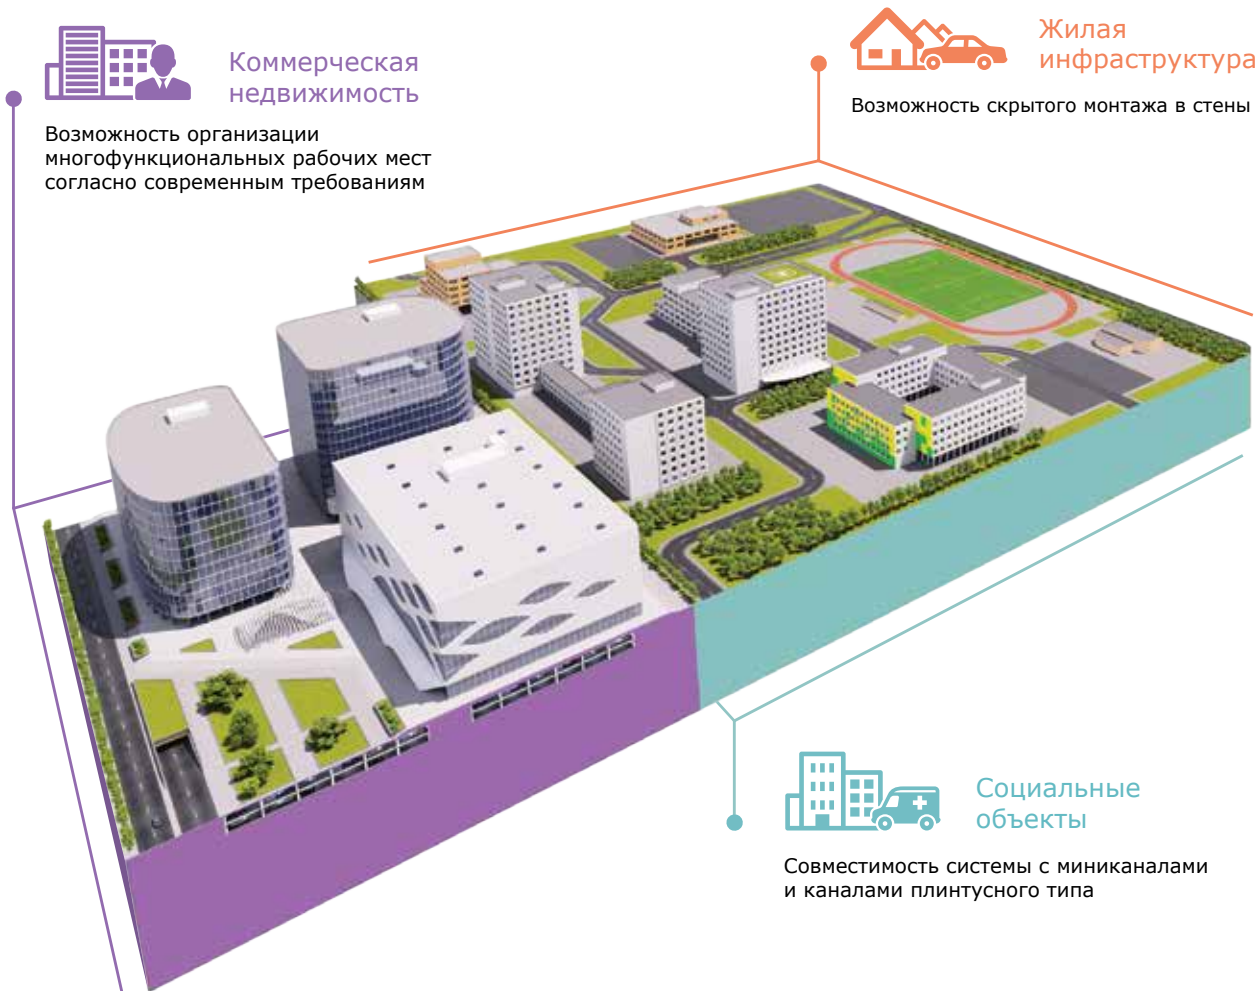 Коммерческая
недвижимость
Возможность организации
многофункциональных рабочих мест
согласно современным требованиям
Жилая
инфраструктура
Возможность скрытого монтажа в стены
Социальные
объекты
Совместимость системы с миниканалами
и каналами плинтусного типа